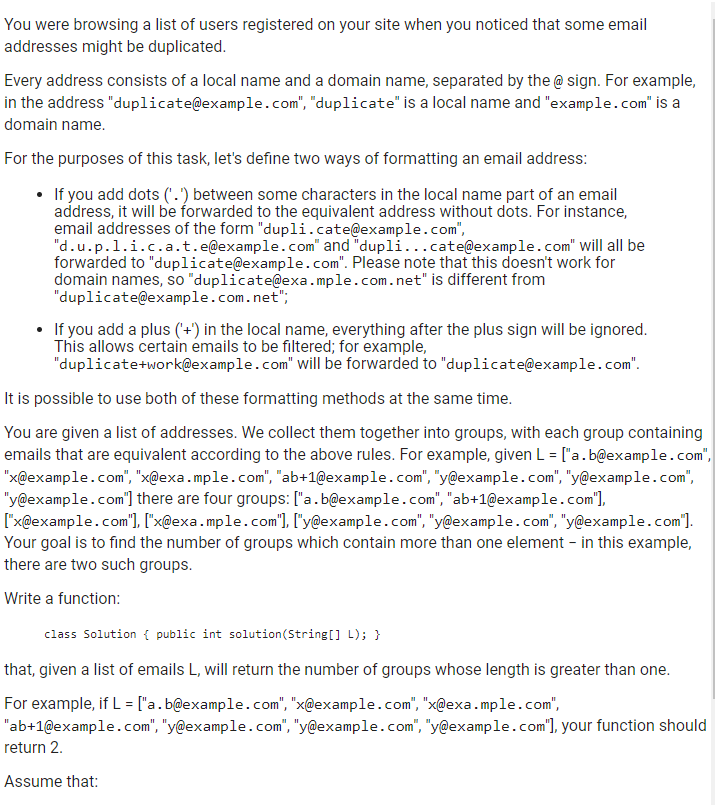 You were browsing a list of users registered on your site when you noticed that some email
addresses might be duplicated.
Every address consists of a local name and a domain name, separated by the @ sign. For example,
in the address "duplicate@example.com", "duplicate" is a local name and "example.com" is a
domain name.
For the purposes of this task, let's define two ways of formatting an email address:
• If you add dots ('.') between some characters in the local name part of an email
address, it will be forwarded to the equivalent address without dots. For instance,
email addresses of the form "dupli.cate@example.com",
"d.u.p.l.i.c.a.t.e@example.com" and "dupli...cate@example.com" will all be
forwarded to "duplicate@example.com". Please note that this doesn't work for
domain names, so "duplicate@exa.mple.com.net" is different from
"duplicate@example.com.net";
• If you add a plus ('+') in the local name, everything after the plus sign will be ignored.
This allows certain emails to be filtered; for example,
"duplicate+work@example.com" will be forwarded to "duplicate@example.com".
It is possible to use both of these formatting methods at the same time.
You are given a list of addresses. We collect them together into groups, with each group containing
emails that are equivalent according to the above rules. For example, given L = ["a.b@example.com",
"x@example.com", "x@exa.mple.com", "ab+1@example.com", "y@example.com", "y@example.com",
"y@example.com"] there are four groups: ["a.b@example.com", "ab+1@example.com"],
["x@example.com"], ["x@exa.mple.com"], ["y@example.com", "y@example.com", "y@example.com"].
Your goal is to find the number of groups which contain more than one element – in this example,
there are two such groups.
Write a function:
class Solution { public int solution(String[] L); }
that, given a list of emails L, will return the number of groups whose length is greater than one.
For example, if L = ["a.b@example.com", "x@example.com", "x@exa.mple.com",
"ab+1@example.com", "y@example.com", "y@example.com", "y@example.com"], your function should
return 2.
Assume that: